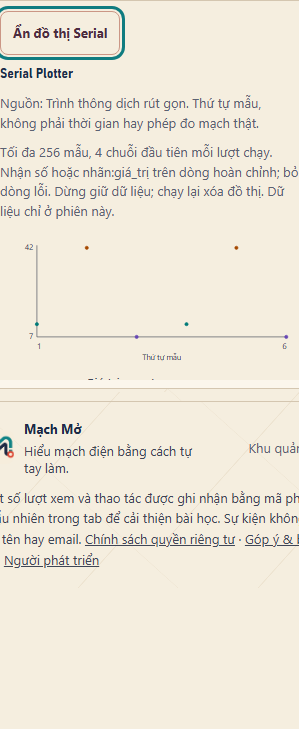 Ẩn đồ thị Serial
Serial Plotter
Nguồn: Trình thông dịch rút gọn. Thứ tự mẫu,
không phải thời gian hay phép đo mạch thật.
Tối đa 256 mẫu, 4 chuỗi đầu tiên mỗi lượt chạy.
Nhận số hoặc nhãn:giá_trị trên dòng hoàn chỉnh; bỏ
dòng lỗi. Dừng giữ dữ liệu; chạy lại xóa đồ thị. Dữ
liệu chỉ ở phiên này.
42
7
1
6
Thứ tự mẫu
Mạch Mở
Hiểu mạch điện bằng cách tự
tay làm.
Khu quản
t số lượt xem và thao tác được ghi nhận bằng mã ph
nhiên trong tab để cải thiện bài học. Sự kiện khôn
tên hay email. Chính sách quyền riêng tư · Góp ý &
Người phát triển